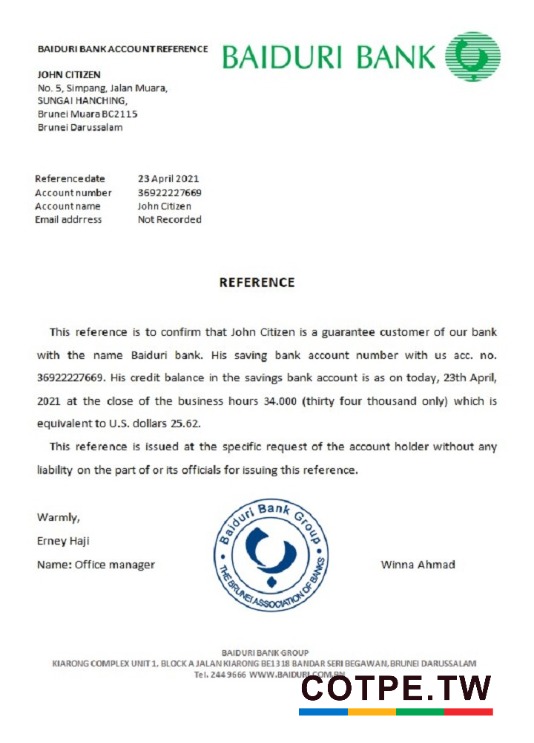 BAIDURI BANK ACCOUNT REFERENCE
BAIDURI BANK
JOHN CITIZEN
No. 5, Simpang, Jalan Muara,
SUNGAI HANCHING,
Brunei Muara BC2115
Brunei Darussalam
Reference date 23 April 2021
Account number 36922227669
Account name John Citizen
Email addrress Not Recorded
REFERENCE
This reference is to confirm that John Citizen is a guarantee customer of our bank
with the name Baiduri bank. His saving bank account number with us acc. no.
36922227669. His credit balance in the savings bank account is as on today, 23th April,
2021 at the close of the business hours 34.000 (thirty four thousand only) which is
equivalent to U.S. dollars 25.62.
This reference is issued at the specific request of the account holder without any
liability on the part of or its officials for issuing this reference.
Warmly,
Erney Haji
Name: Office manager
Baiduri Bank Group
THE BRUNEI ASSOCIATION OF BANKS
Winna Ahmad
BAIDURI BANK GROUP
KIARONG COMPLEX UNIT 1, BLOCK A JALAN KIARONG BE1318 BANDAR SERI BEGAWAN, BRUNEI DARUSSALAM
Tel. 244 9666 WWW.BAIDURI.COM.BN
COTPE.TW